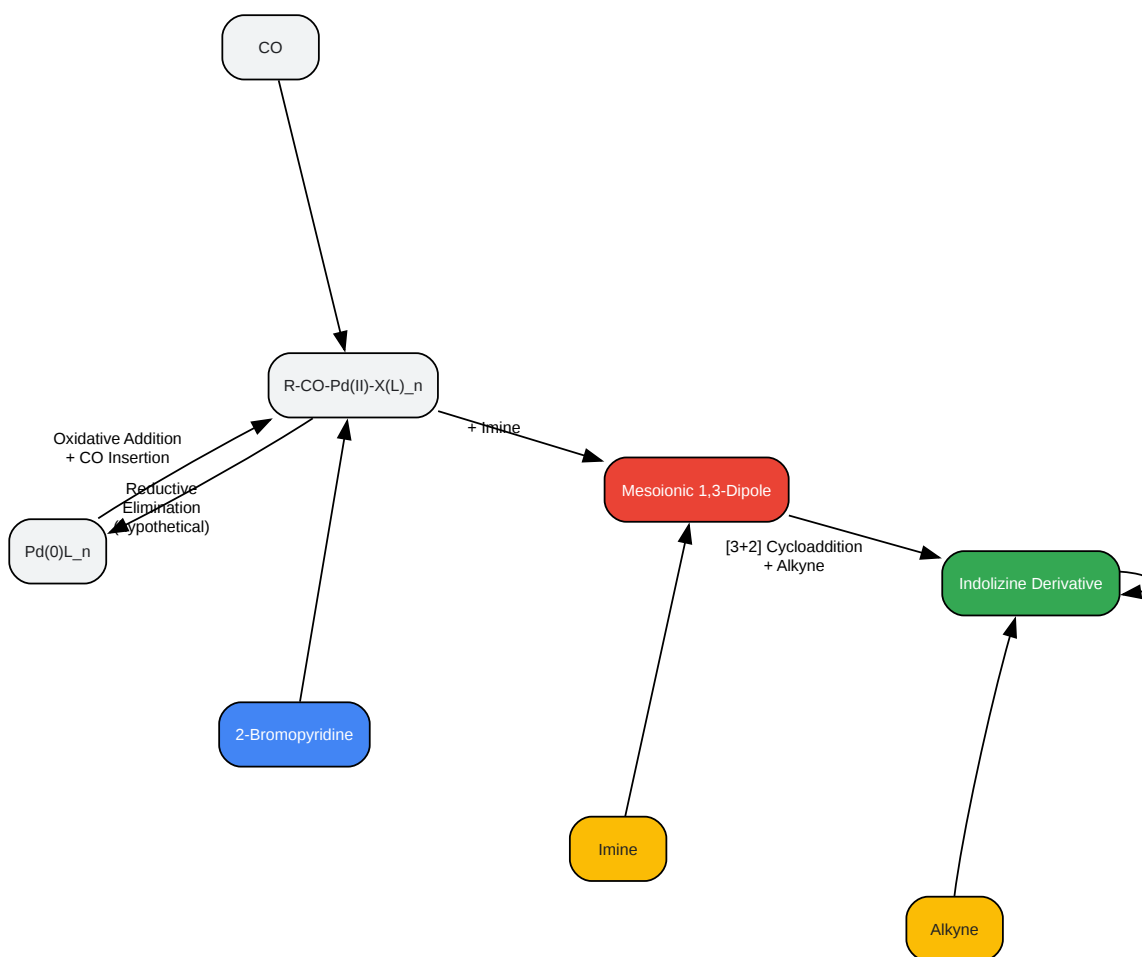 CO
R-CO-Pd(II)-X(L)_n
Oxidative Addition
+ CO Insertion
+ Imine
Reductive
Elimination
(hypothetical)
Pd(0)L_n
Mesoionic 1,3-Dipole
[3+2] Cycloaddition
+ Alkyne
Indolizine Derivative
2-Bromopyridine
Imine
Alkyne